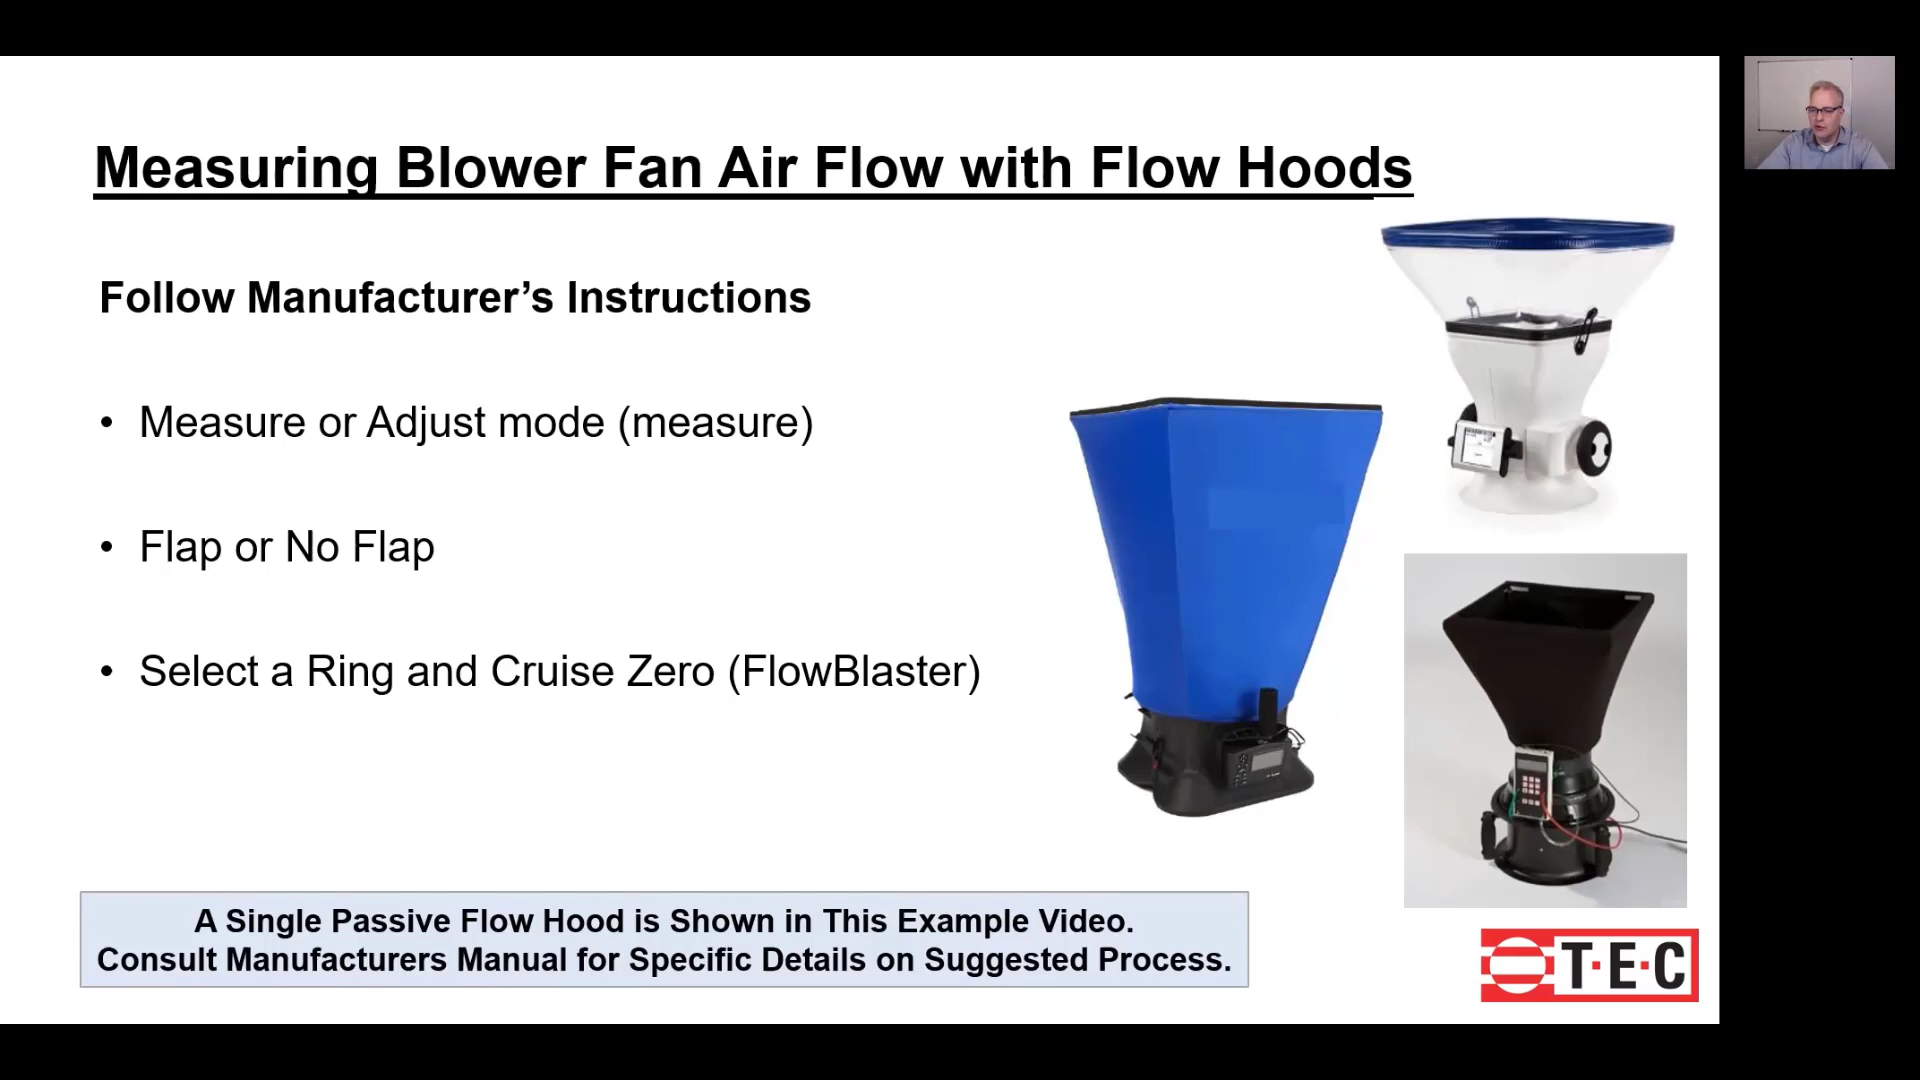 Measuring Blower Fan Air Flow with Flow Hoods
Follow Manufacturer’s Instructions
• Measure or Adjust mode (measure)
• Flap or No Flap
• Select a Ring and Cruise Zero (FlowBlaster)
A Single Passive Flow Hood is Shown in This Example Video.
Consult Manufacturers Manual for Specific Details on Suggested Process.
T·E·C